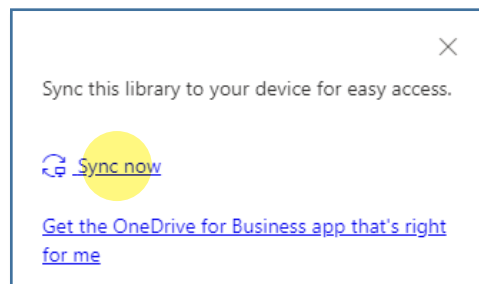 Sync this library to your device for easy access.
Sync now
Get the OneDrive for Business app that's right
for me